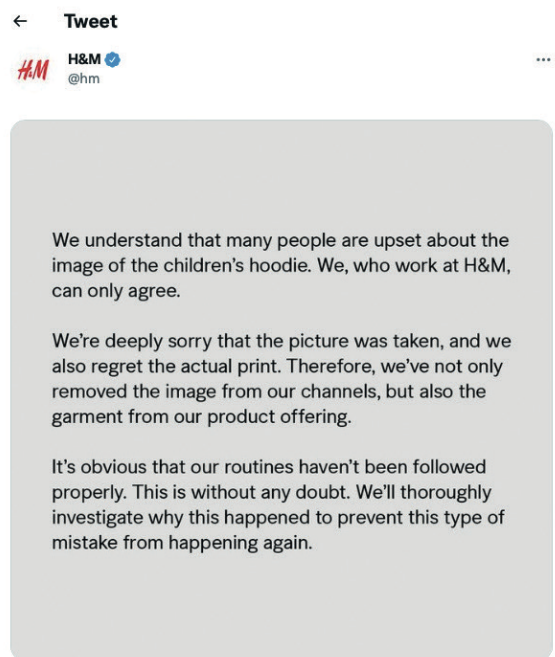 Tweet
H&M
H&M
@hm
We understand that many people are upset about the
image of the children's hoodie. We, who work at H&M,
can only agree.
We're deeply sorry that the picture was taken, and we
also regret the actual print. Therefore, we've not only
removed the image from our channels, but also the
garment from our product offering.
It's obvious that our routines haven't been followed
properly. This is without any doubt. We'll thoroughly
investigate why this happened to prevent this type of
mistake from happening again.